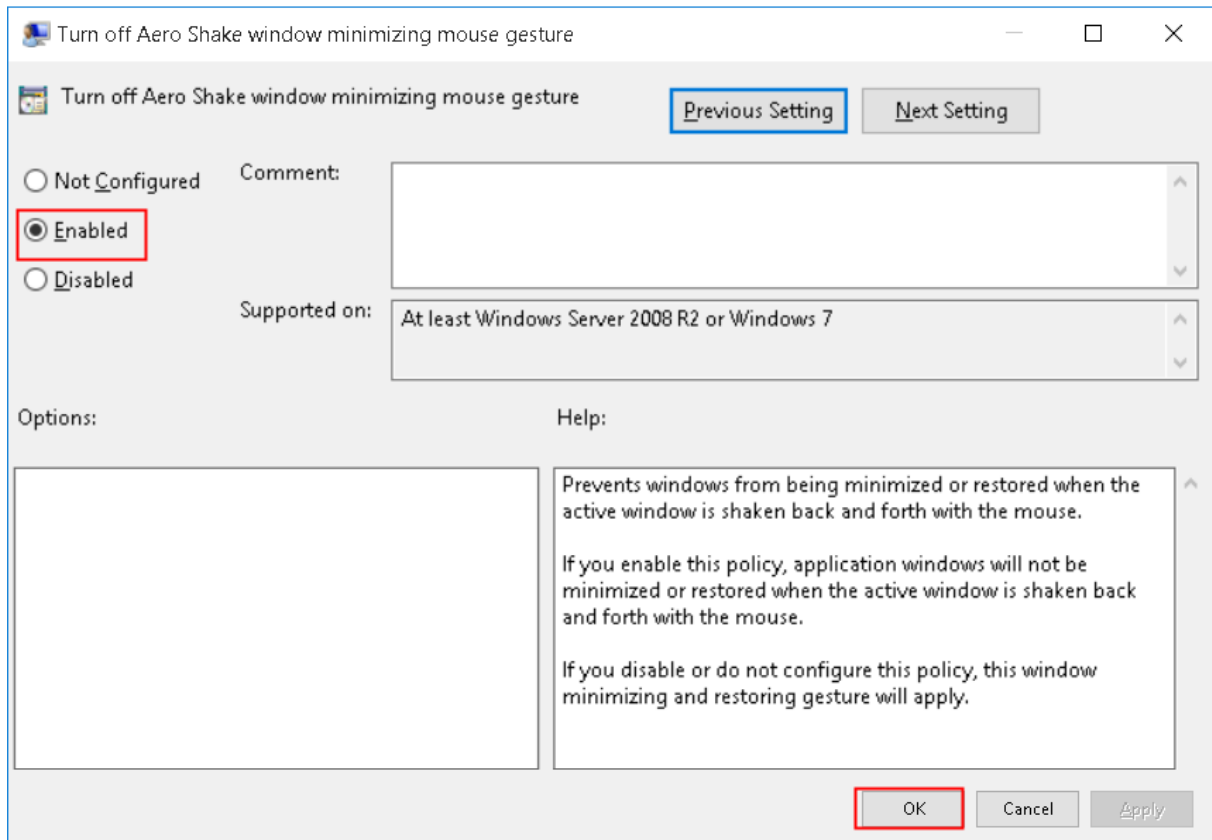 Turn off Aero Shake window minimizing mouse gesture
Turn off Aero Shake window minimizing mouse gesture
Previous Setting
Next Setting
Not Configured
Comment:
Enabled
Disabled
Supported on:
At least Windows Server 2008 R2 or Windows 7
Options:
Help:
Prevents windows from being minimized or restored when the
active window is shaken back and forth with the mouse.
If you enable this policy, application windows will not be
minimized or restored when the active window is shaken back
and forth with the mouse.
If you disable or do not configure this policy, this window
minimizing and restoring gesture will apply.
OK
Cancel
Apply